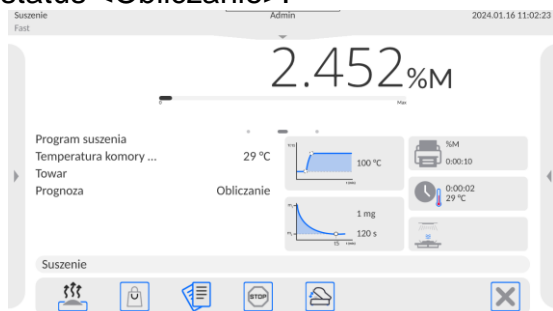 status <Obliczanie>.
Suszenie Admin 2024.01.16 11:02:23
Fast
2.452%M
0 Max
Program suszenia
Temperatura komory ... 29 °C
Towar
Prognoza Obliczanie
100 °C
1 mg
120 s
%M
0:00:10
0:00:02
29 °C
Suszenie
STOP